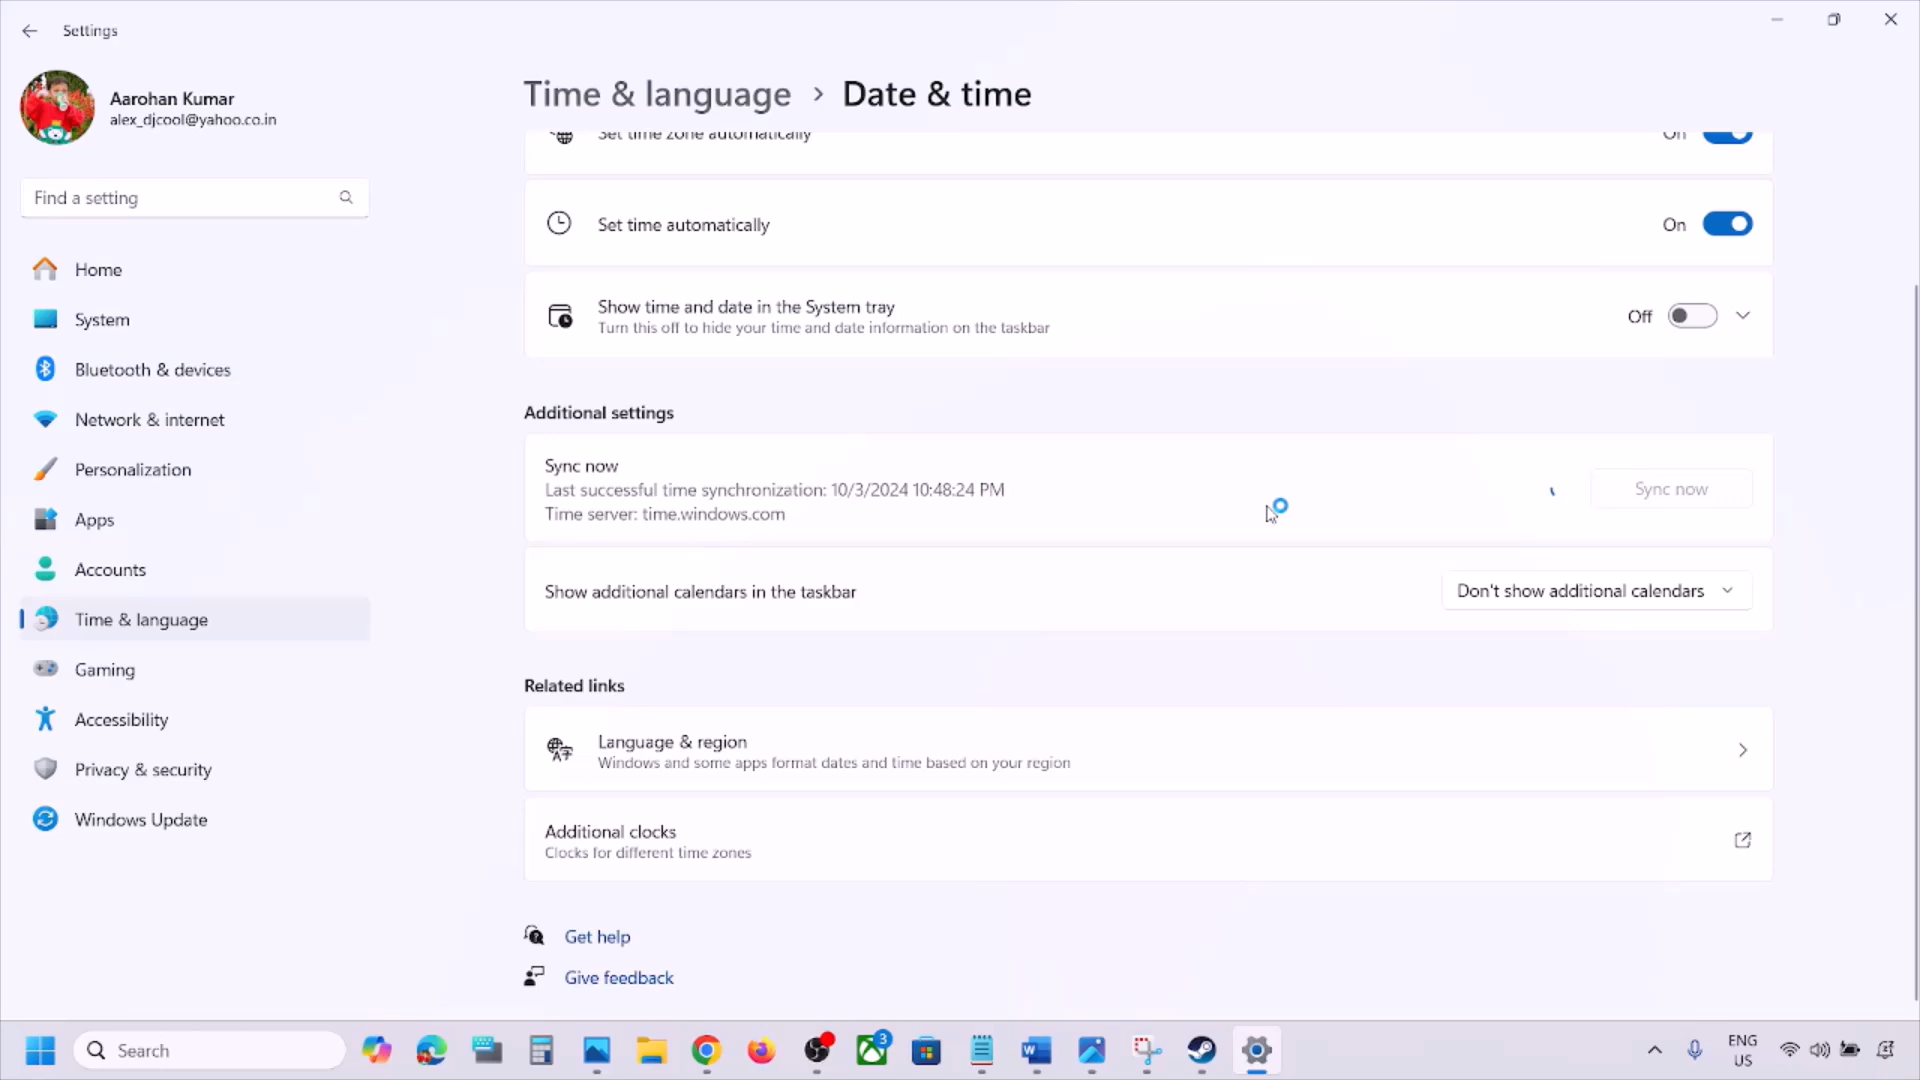 Settings
Aarohan Kumar
alex_djcool@yahoo.co.in
Find a setting
Home
System
Bluetooth & devices
Network & internet
Personalization
Apps
Accounts
Time & language
Gaming
Accessibility
Privacy & security
Windows Update
Time & language > Date & time
Set time zone automatically On
Set time automatically On
Show time and date in the System tray Off
Turn this off to hide your time and date information on the taskbar
Additional settings
Sync now
Last successful time synchronization: 10/3/2024 10:48:24 PM
Time server: time.windows.com
Sync now
Show additional calendars in the taskbar Don't show additional calendars
Related links
Language & region
Windows and some apps format dates and time based on your region
Additional clocks
Clocks for different time zones
Get help
Give feedback
Search
3
ENG
US